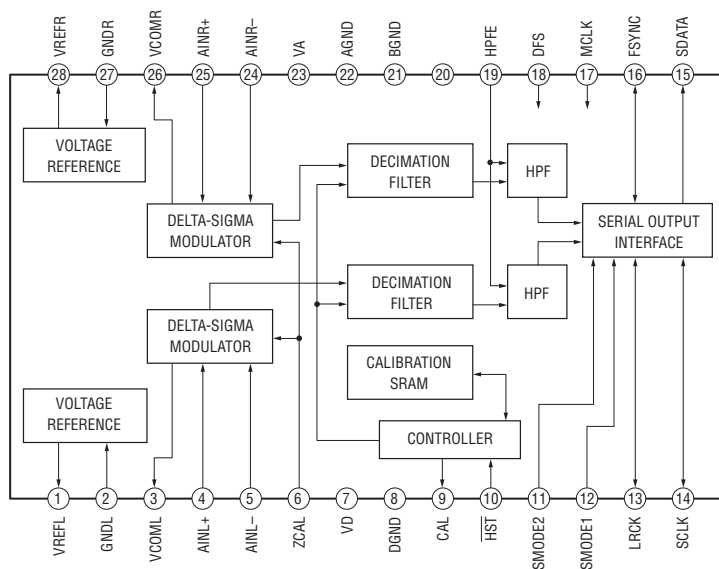 VREFR
GNDR
VCOMR
AINR+
AINR–
VA
AGND
BGND
HPFE
DFS
MCLK
FSYNC
SDATA
28
27
26
25
24
23
22
21
20
19
18
17
16
15
VOLTAGE
REFERENCE
DECIMATION
FILTER
HPF
DELTA-SIGMA
MODULATOR
SERIAL OUTPUT
INTERFACE
DECIMATION
FILTER
HPF
DELTA-SIGMA
MODULATOR
CALIBRATION
SRAM
VOLTAGE
REFERENCE
CONTROLLER
1
2
3
4
5
6
7
8
9
10
11
12
13
14
VREFL
GNDL
VCOML
AINL+
AINL–
ZCAL
VD
DGND
CAL
HST
SMODE2
SMODE1
LRCK
SCLK